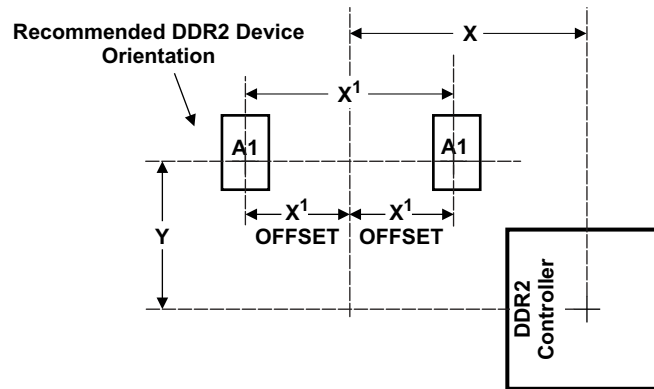 Recommended DDR2 Device
Orientation
X
X¹
A1
A1
X¹
X¹
OFFSET
OFFSET
Y
DDR2
Controller